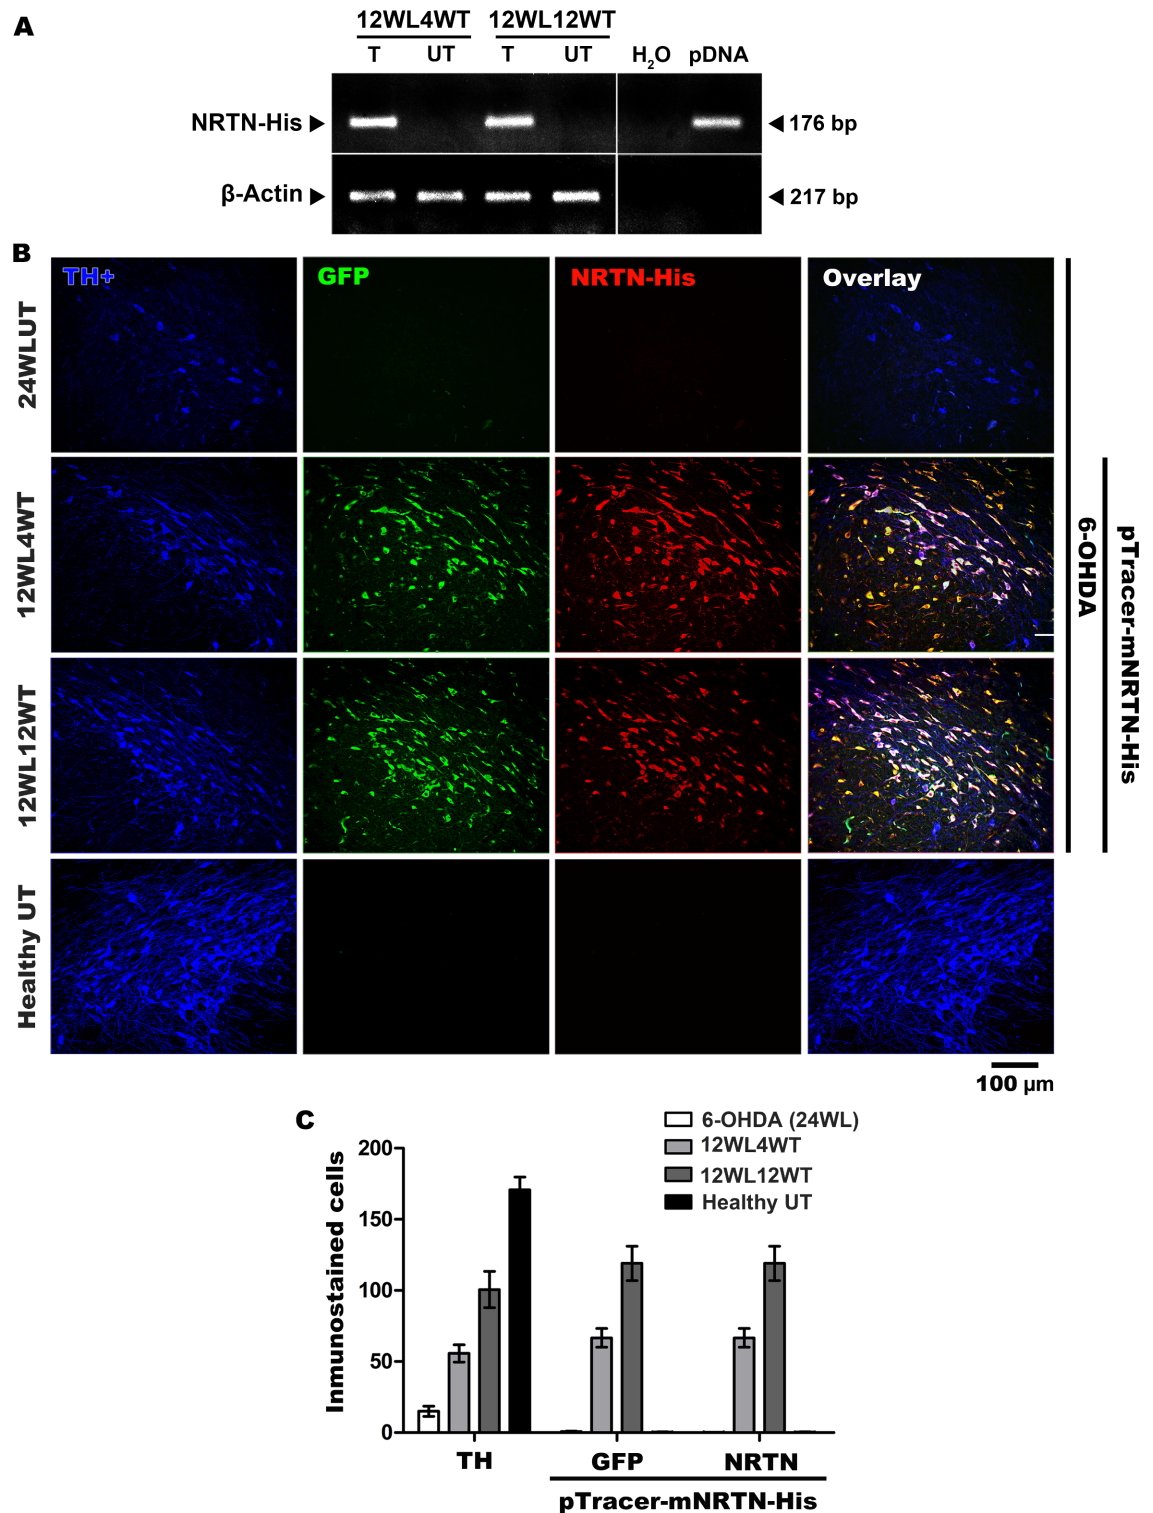 A
12WL4WT 12WL12WT
T UT T UT H2O pDNA
NRTN-His 176 bp
β-Actin 217 bp
B
TH+ GFP NRTN-His Overlay
24WLUT
12WL4WT
12WL12WT
Healthy UT
6-OHDA
pTracer-mNRTN-His
100 µm
C
6-OHDA (24WL)
12WL4WT
12WL12WT
Healthy UT
Inmunostained cells
200
150
100
50
0
TH GFP NRTN
pTracer-mNRTN-His